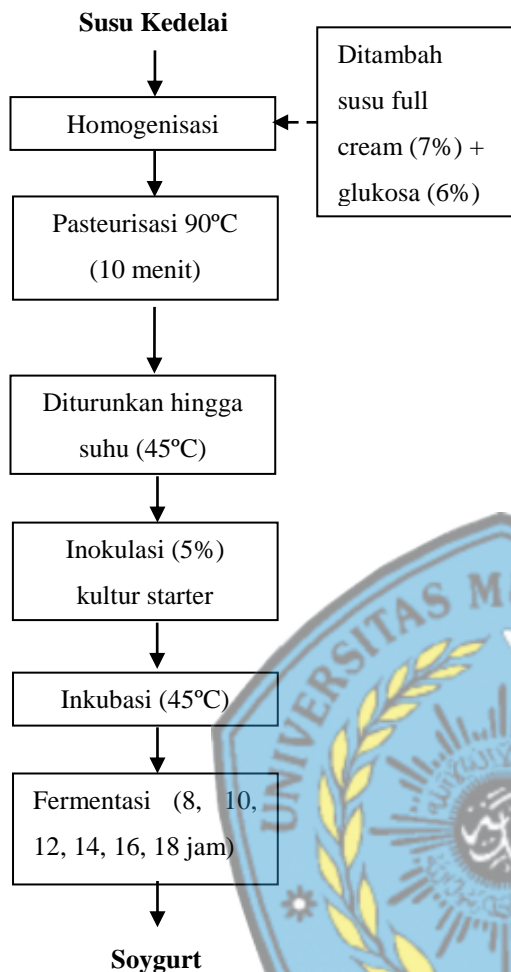 Susu Kedelai
Homogenisasi
Ditambah
susu full
cream (7%) +
glukosa (6%)
Pasteurisasi 90ºC
(10 menit)
Diturunkan hingga
suhu (45ºC)
Inokulasi (5%)
kultur starter
Inkubasi (45ºC)
Fermentasi (8, 10,
12, 14, 16, 18 jam)
Soygurt
UNIVERSITAS M